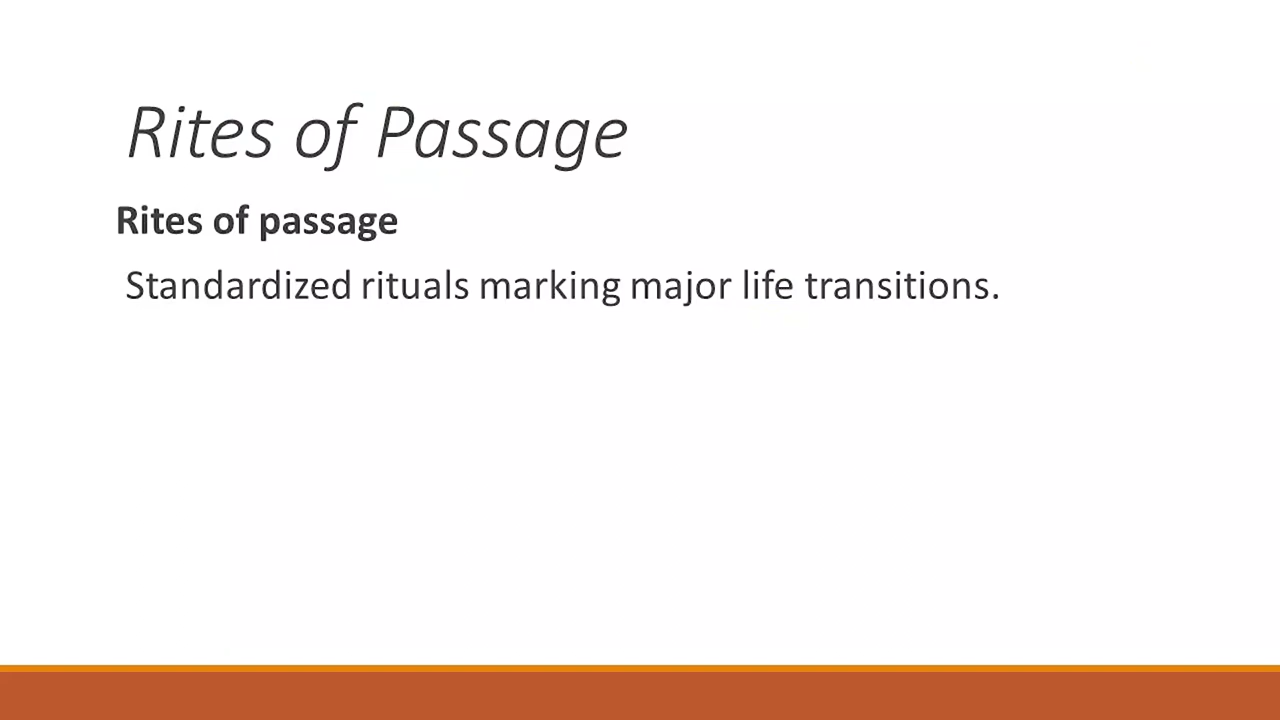 Rites of Passage
Rites of passage
Standardized rituals marking major life transitions.